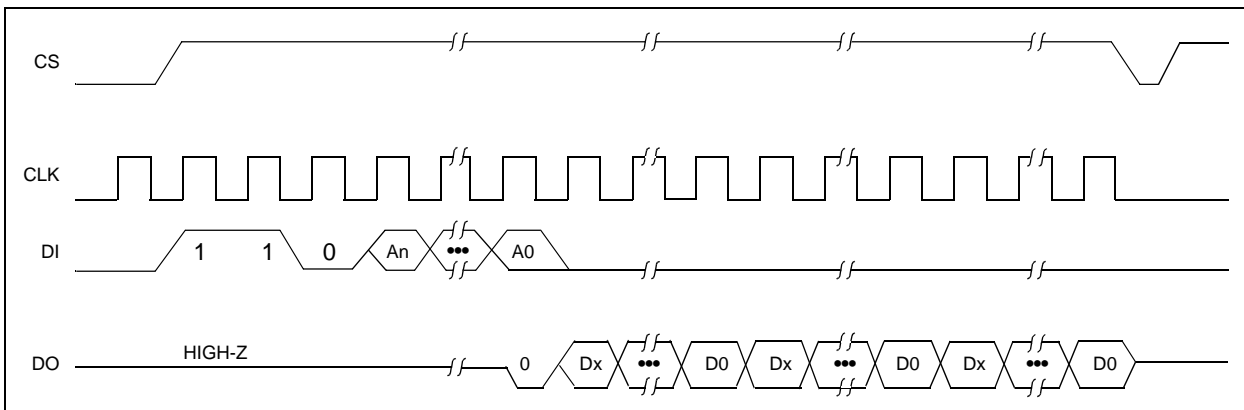 CS
CLK
DI 1 1 0 An ••• A0
HIGH-Z
DO 0 Dx ••• D0 Dx ••• D0 Dx ••• D0